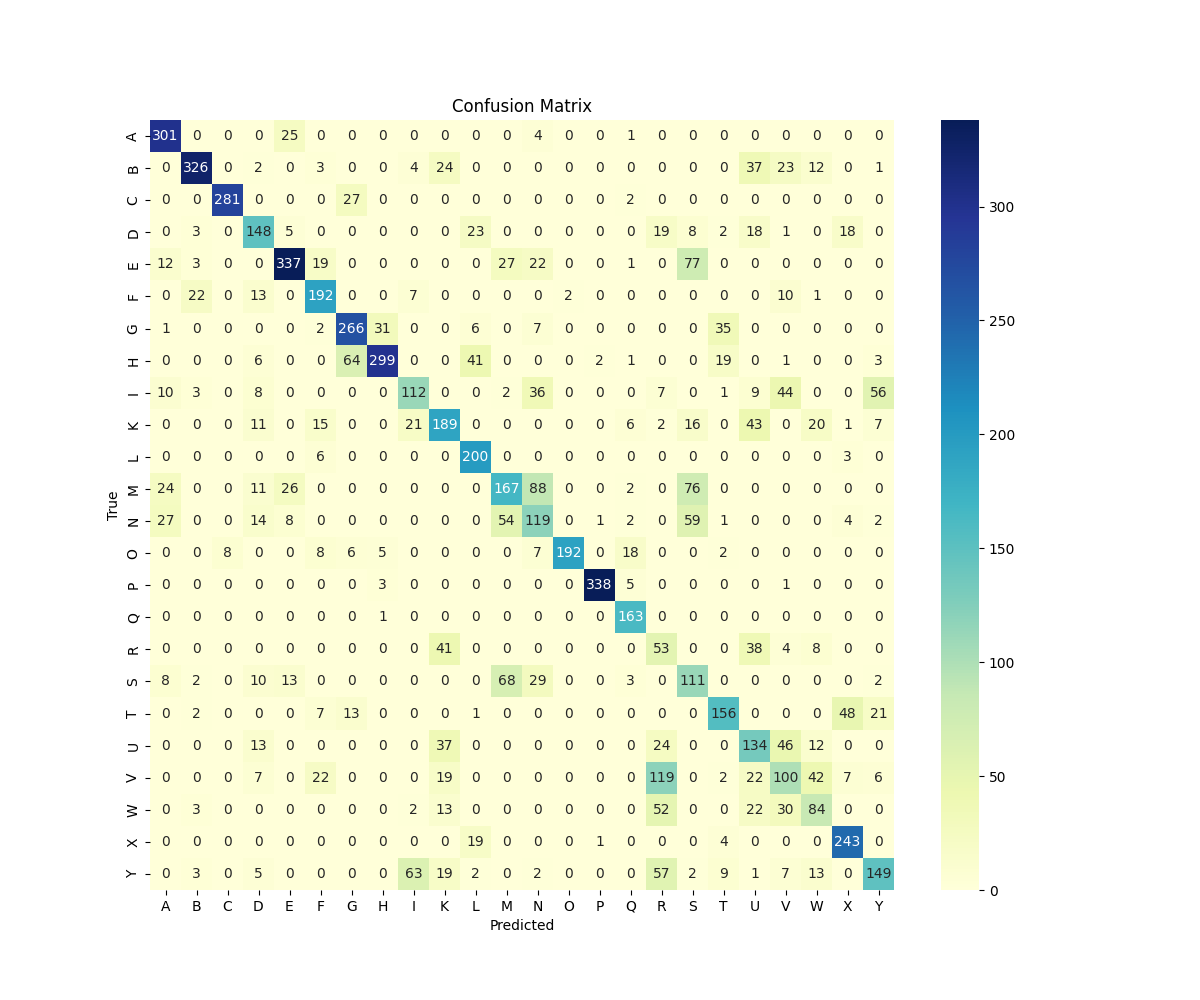 Confusion Matrix
A 301 0 0 0 25 0 0 0 0 0 0 0 4 0 0 1 0 0 0 0 0 0 0 0
B 0 326 0 2 0 3 0 0 4 24 0 0 0 0 0 0 0 0 0 37 23 12 0 1
C 0 0 281 0 0 0 27 0 0 0 0 0 0 0 0 2 0 0 0 0 0 0 0 0
D 0 3 0 148 5 0 0 0 0 0 23 0 0 0 0 0 19 8 2 18 1 0 18 0
E 12 3 0 0 337 19 0 0 0 0 0 27 22 0 0 1 0 77 0 0 0 0 0 0
F 0 22 0 13 0 192 0 0 7 0 0 0 0 2 0 0 0 0 0 0 10 1 0 0
G 1 0 0 0 0 2 266 31 0 0 6 0 7 0 0 0 0 0 35 0 0 0 0 0
H 0 0 0 6 0 0 64 299 0 0 41 0 0 0 2 1 0 0 19 0 1 0 0 3
I 10 3 0 8 0 0 0 0 112 0 0 2 36 0 0 0 7 0 1 9 44 0 0 56
K 0 0 0 11 0 15 0 0 21 189 0 0 0 0 0 6 2 16 0 43 0 20 1 7
L 0 0 0 0 0 6 0 0 0 0 200 0 0 0 0 0 0 0 0 0 0 0 3 0
M 24 0 0 11 26 0 0 0 0 0 0 167 88 0 0 2 0 76 0 0 0 0 0 0
N 27 0 0 14 8 0 0 0 0 0 0 54 119 0 1 2 0 59 1 0 0 0 4 2
O 0 0 8 0 0 8 6 5 0 0 0 0 7 192 0 18 0 0 2 0 0 0 0 0
P 0 0 0 0 0 0 0 3 0 0 0 0 0 0 338 5 0 0 0 0 1 0 0 0
Q 0 0 0 0 0 0 0 1 0 0 0 0 0 0 0 163 0 0 0 0 0 0 0 0
R 0 0 0 0 0 0 0 0 0 41 0 0 0 0 0 0 53 0 0 38 4 8 0 0
S 8 2 0 10 13 0 0 0 0 0 0 68 29 0 0 3 0 111 0 0 0 0 0 2
T 0 2 0 0 0 7 13 0 0 0 1 0 0 0 0 0 0 0 156 0 0 0 48 21
U 0 0 0 13 0 0 0 0 0 37 0 0 0 0 0 0 24 0 0 134 46 12 0 0
V 0 0 0 7 0 22 0 0 0 19 0 0 0 0 0 0 119 0 2 22 100 42 7 6
W 0 3 0 0 0 0 0 0 2 13 0 0 0 0 0 0 52 0 0 22 30 84 0 0
X 0 0 0 0 0 0 0 0 0 0 19 0 0 0 1 0 0 0 4 0 0 0 243 0
Y 0 3 0 5 0 0 0 0 63 19 2 0 2 0 0 0 57 2 9 1 7 13 0 149
A B C D E F G H I K L M N O P Q R S T U V W X Y
Predicted
True
300
250
200
150
100
50
0